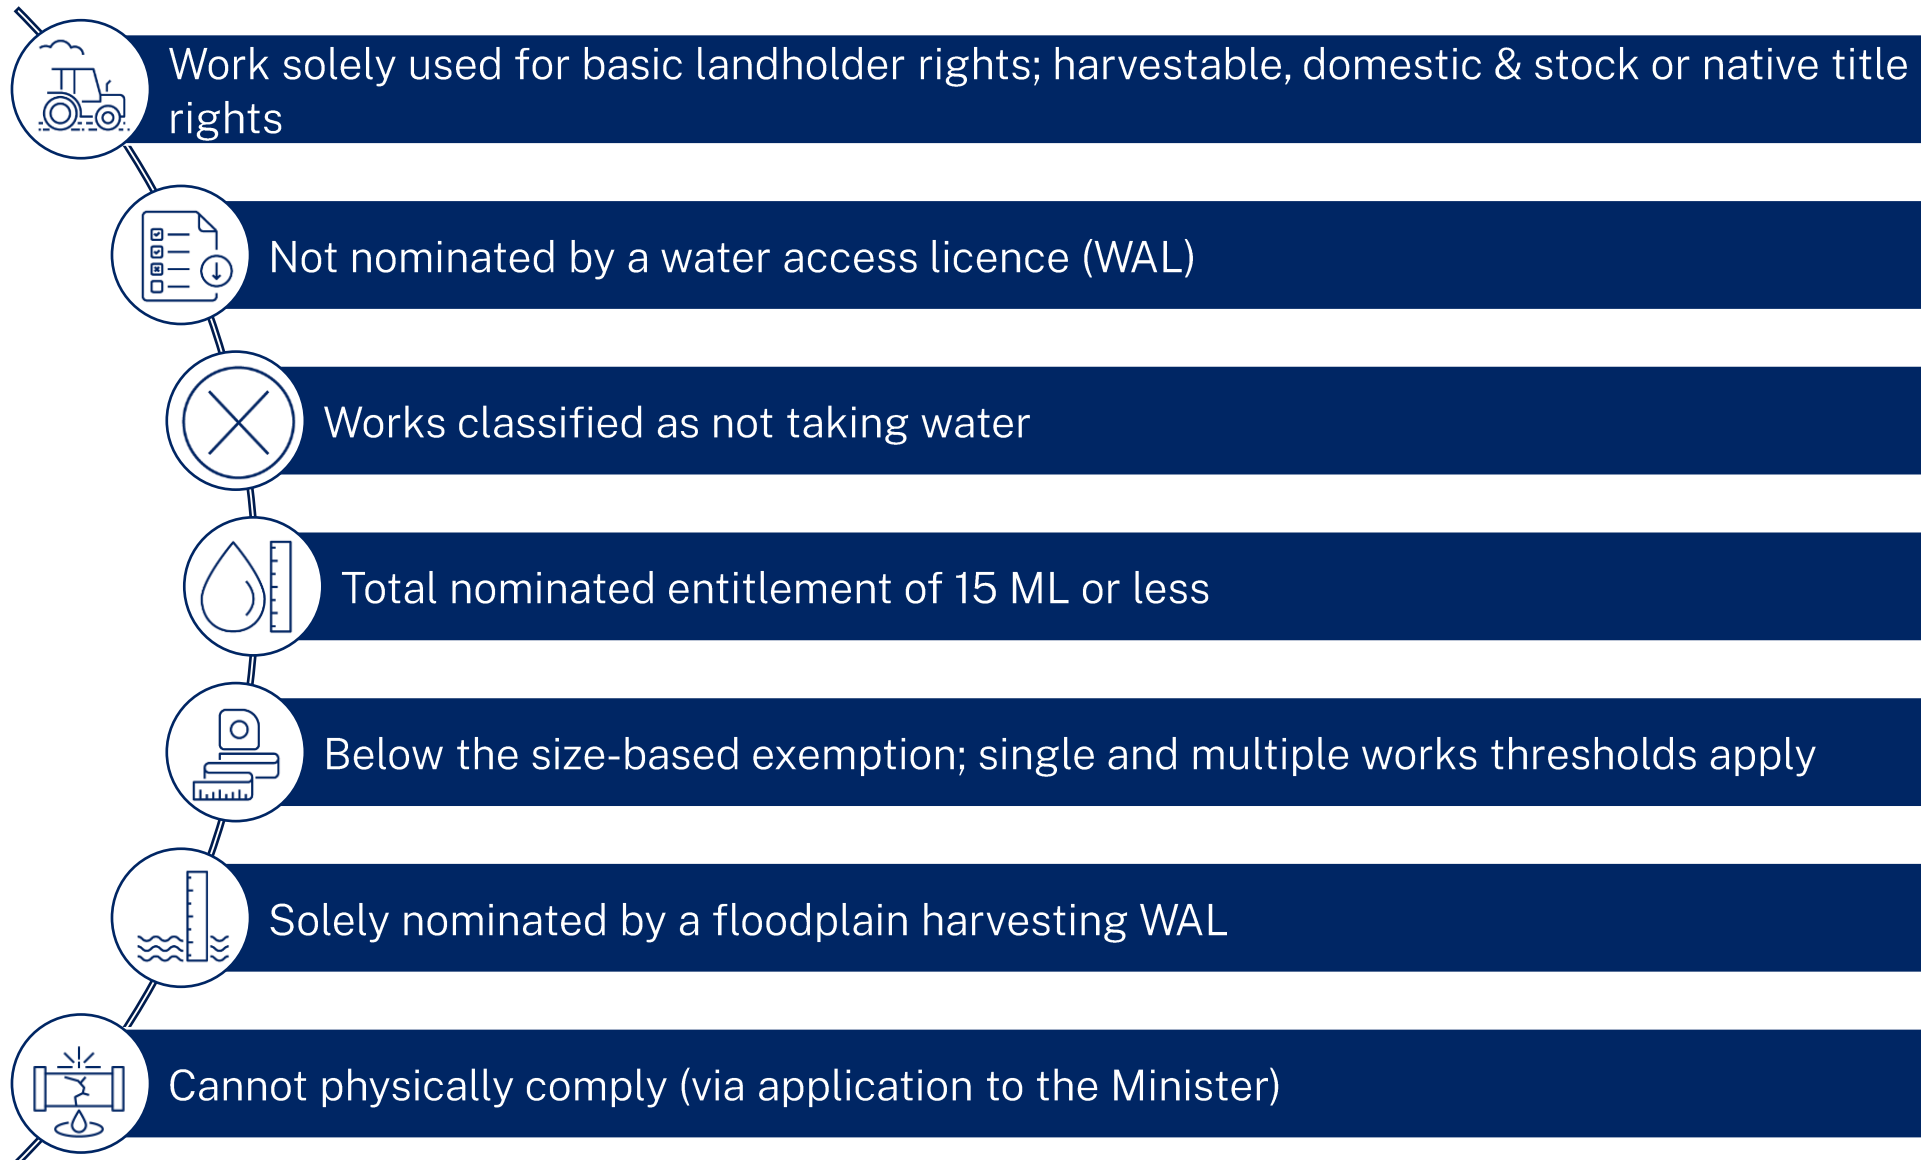 Work solely used for basic landholder rights; harvestable, domestic & stock or native title
rights
Not nominated by a water access licence (WAL)
Works classified as not taking water
Total nominated entitlement of 15 ML or less
Below the size-based exemption; single and multiple works thresholds apply
Solely nominated by a floodplain harvesting WAL
Cannot physically comply (via application to the Minister)